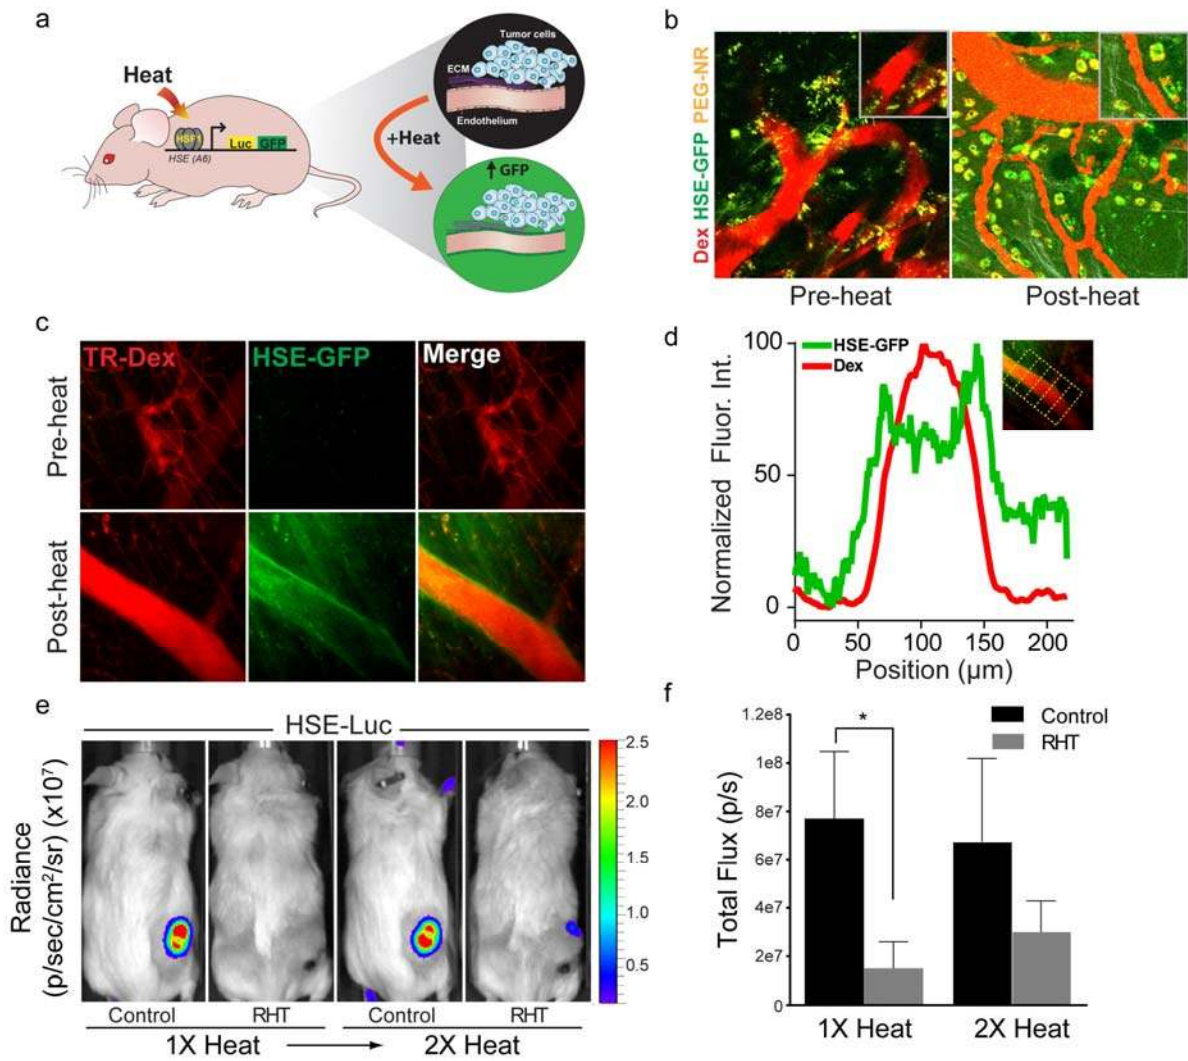 a
Heat
HSF1
HSE (A6)
Luc
GFP
Tumor cells
ECM
Endothelium
+Heat
GFP
b
Dex HSE-GFP PEG-NR
Pre-heat
Post-heat
c
TR-Dex
HSE-GFP
Merge
Pre-heat
Post-heat
d
Normalized Fluor. Int.
100
50
0
HSE-GFP
Dex
0
50
100
150
200
Position (µm)
e
HSE-Luc
Radiance
(p/sec/cm²/sr) (x10⁷)
2.5
2.0
1.5
1.0
0.5
Control
RHT
Control
RHT
1X Heat
2X Heat
f
Total Flux (p/s)
1.2e8
1e8
8e7
6e7
4e7
2e7
0
*
Control
RHT
1X Heat
2X Heat